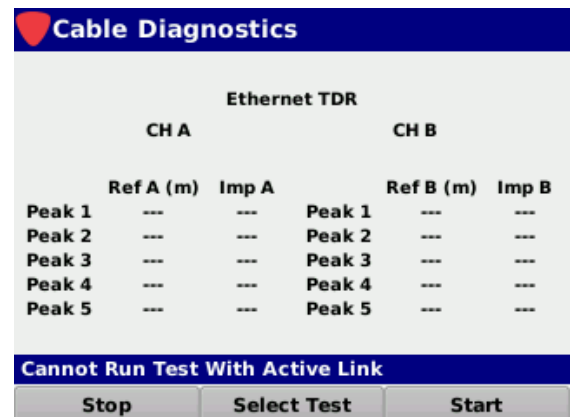 Cable Diagnostics
Ethernet TDR
CH A CH B
Ref A (m) Imp A Ref B (m) Imp B
Peak 1 --- --- Peak 1 --- ---
Peak 2 --- --- Peak 2 --- ---
Peak 3 --- --- Peak 3 --- ---
Peak 4 --- --- Peak 4 --- ---
Peak 5 --- --- Peak 5 --- ---
Cannot Run Test With Active Link
Stop Select Test Start